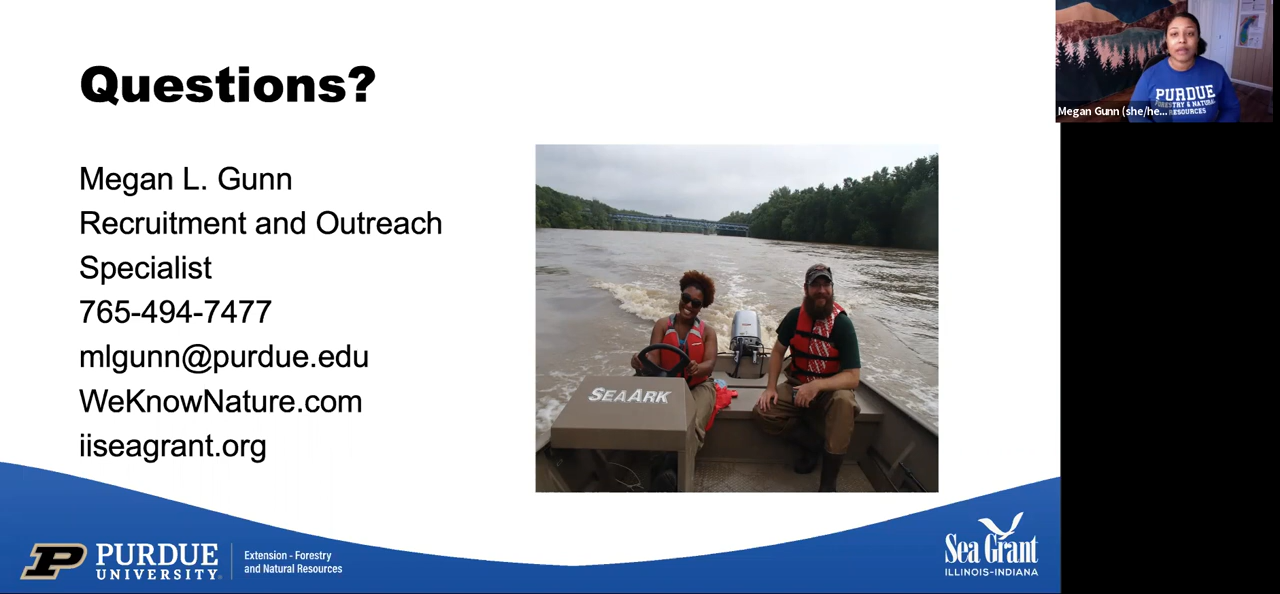 Questions?
Megan L. Gunn
Recruitment and Outreach
Specialist
765-494-7477
mlgunn@purdue.edu
WeKnowNature.com
iiseagrant.org
SEAARK
P PURDUE
UNIVERSITY
Extension - Forestry
and Natural Resources
Sea Grant
ILLINOIS-INDIANA
PURDUE
FORESTRY & NATURAL
RESOURCES
Megan Gunn (she/he...